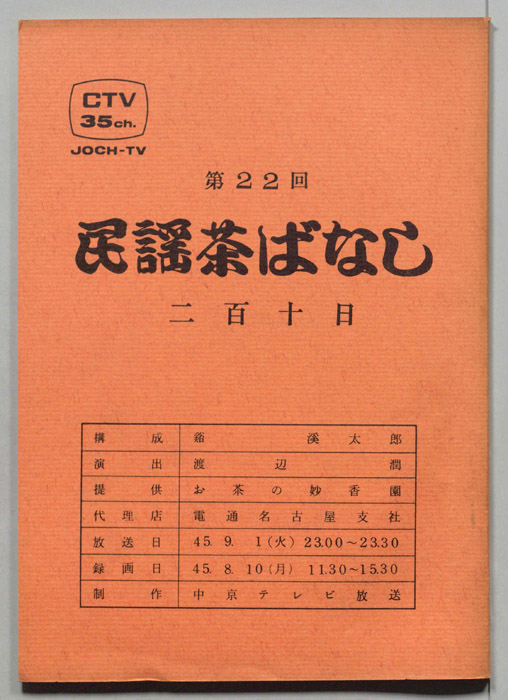 CTV
35ch.
JOCH-TV
第22回
民謡茶ばなし
二百十日
構成 谿渓太郎
演出 渡辺潤
提供 お茶の妙香園
代理店 電通名古屋支社
放送日 45. 9. 1(火) 23.00~23.30
録画日 45. 8. 10(月) 11.30~15.30
制作 中京テレビ放送